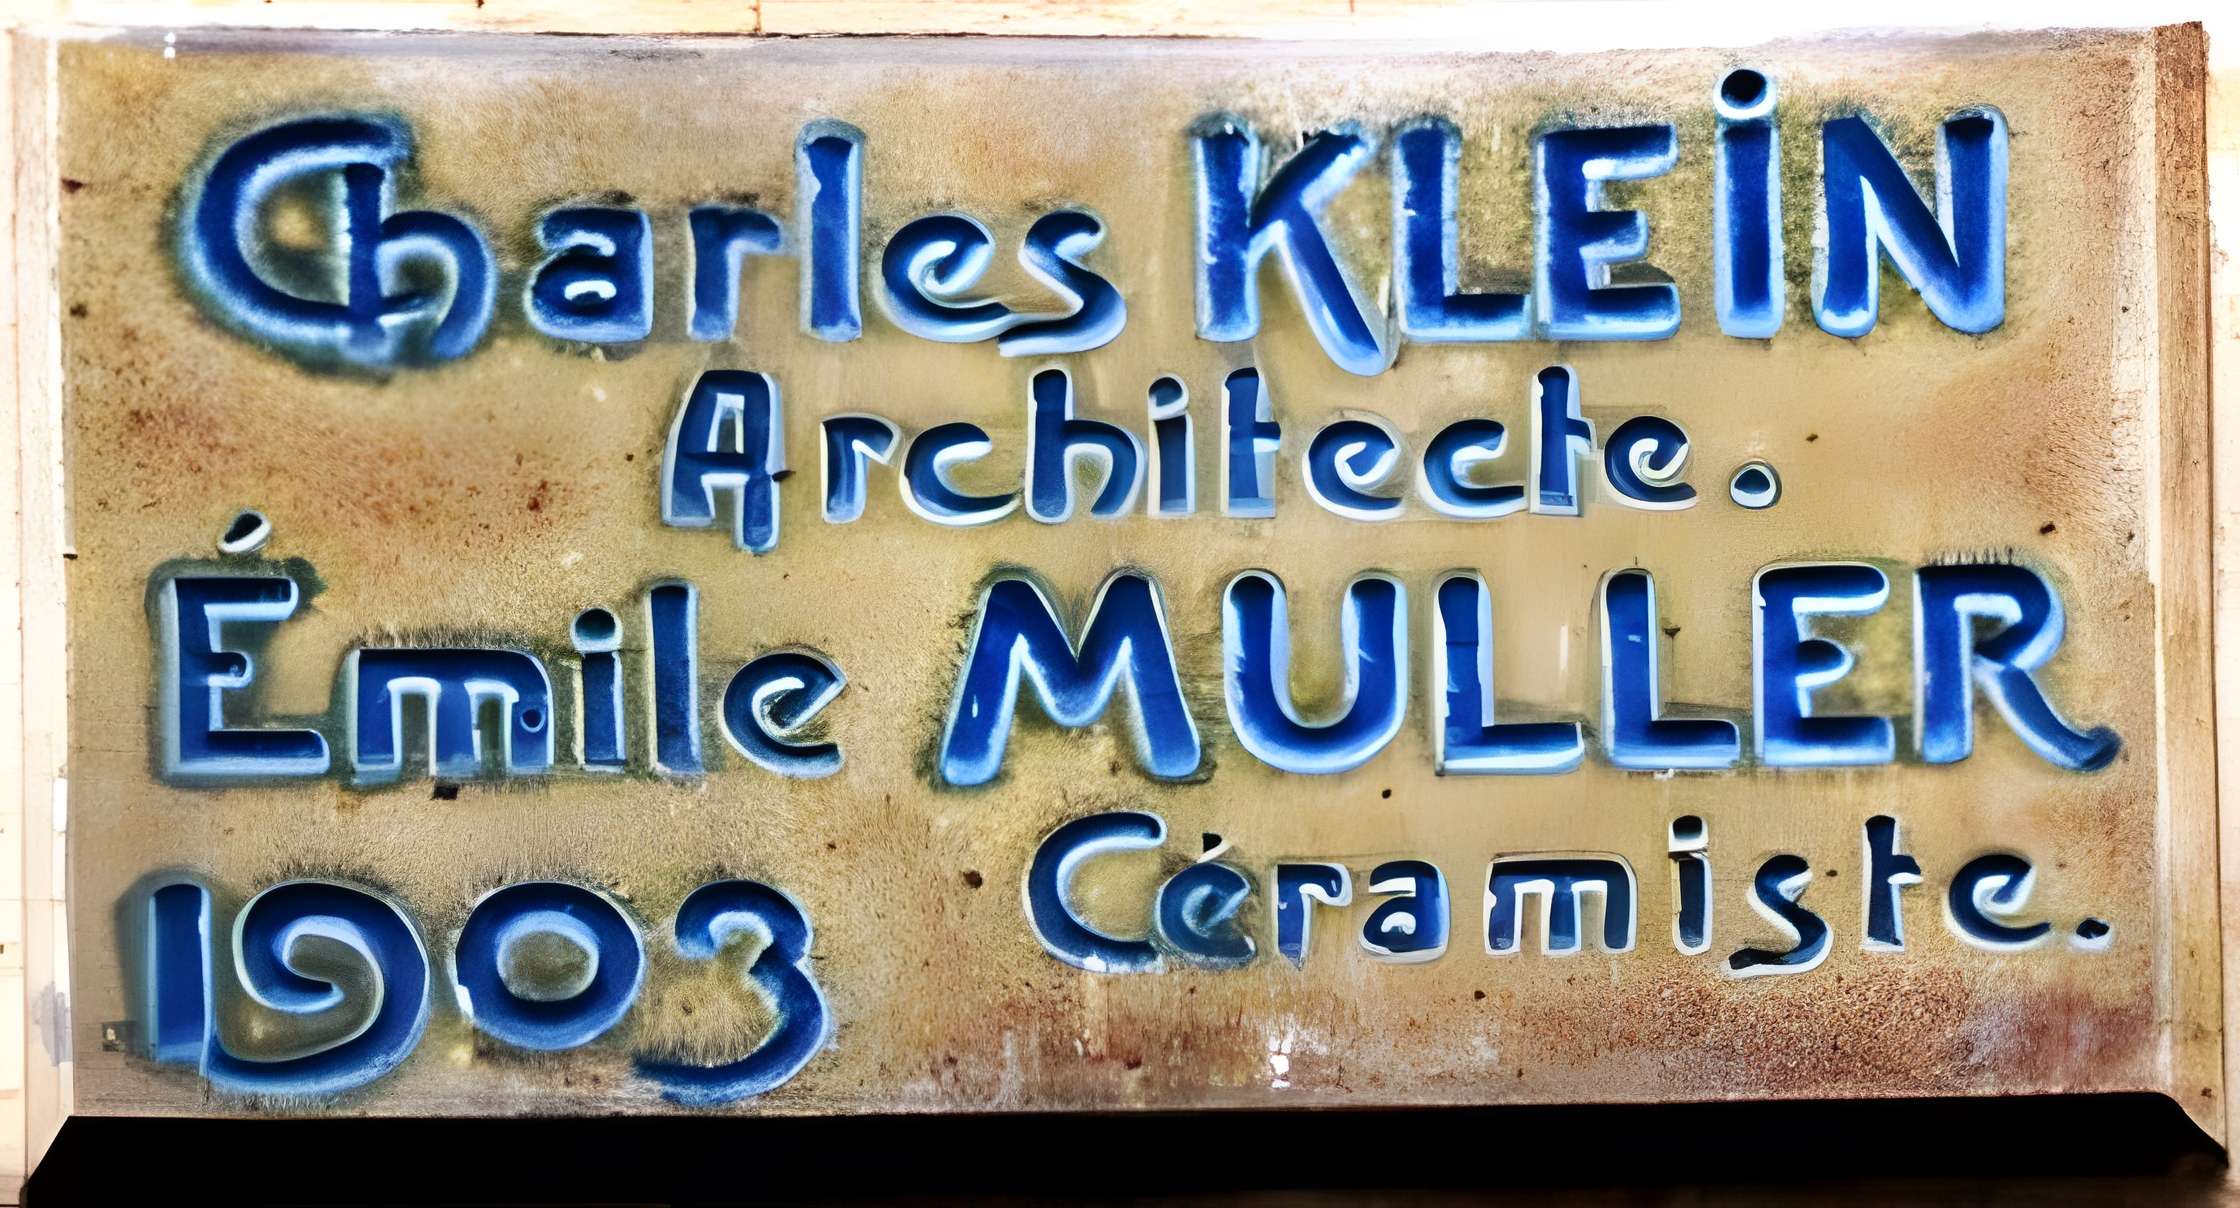 Charles KLEiN
Architecte.
Émile MULLER
1903 Céramiste.